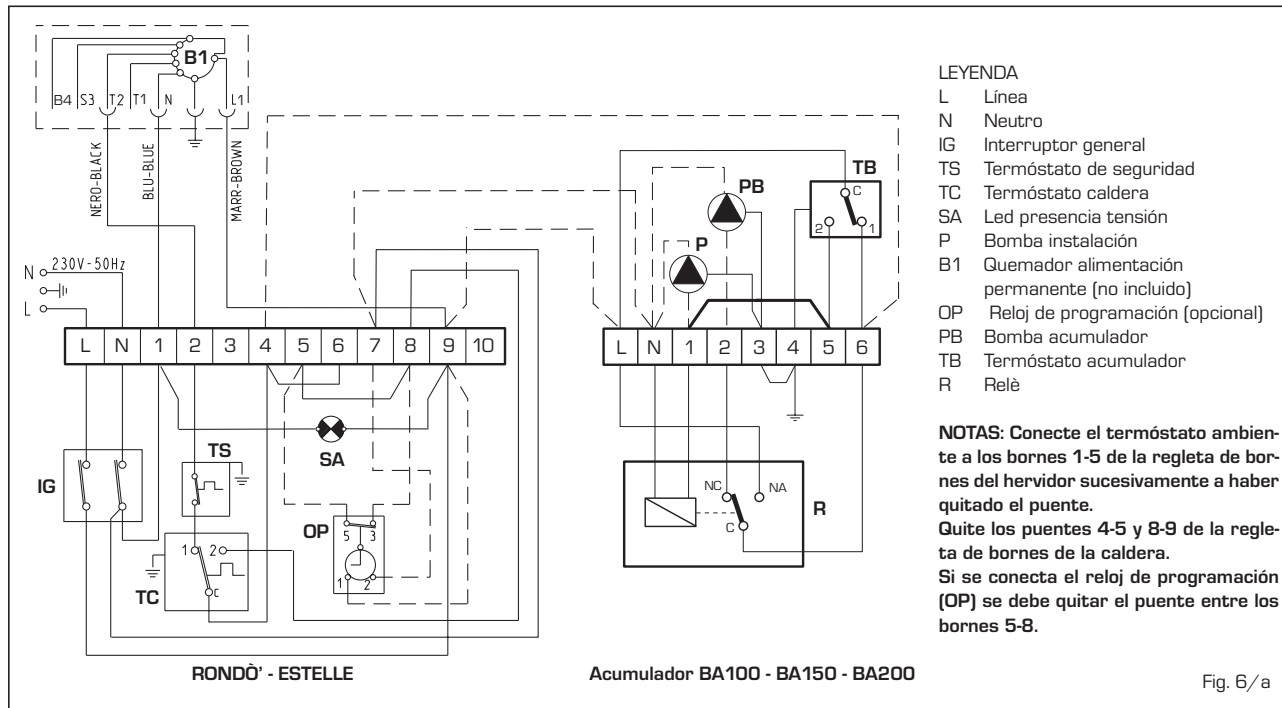 B1
B4 S3 T2 T1 N L1
NERO-BLACK
BLU-BLUE
MARR-BROWN
N 230V-50Hz
L
L N 1 2 3 4 5 6 7 8 9 10
IG
TS
SA
OP
5 3
1 2
TC
1 2
C
RONDÒ' - ESTELLE
TB
C
2 1
PB
P
L N 1 2 3 4 5 6
NC NA
C
R
Acumulador BA100 - BA150 - BA200
LEYENDA
L Línea
N Neutro
IG Interruptor general
TS Termóstato de seguridad
TC Termóstato caldera
SA Led presencia tensión
P Bomba instalación
B1 Quemador alimentación
permanente (no incluido)
OP Reloj de programación (opcional)
PB Bomba acumulador
TB Termóstato acumulador
R Relè
NOTAS: Conecte el termóstato ambien-
te a los bornes 1-5 de la regleta de bor-
nes del hervidor sucesivamente a haber
quitado el puente.
Quite los puentes 4-5 y 8-9 de la regle-
ta de bornes de la caldera.
Si se conecta el reloj de programación
(OP) se debe quitar el puente entre los
bornes 5-8.
Fig. 6/a